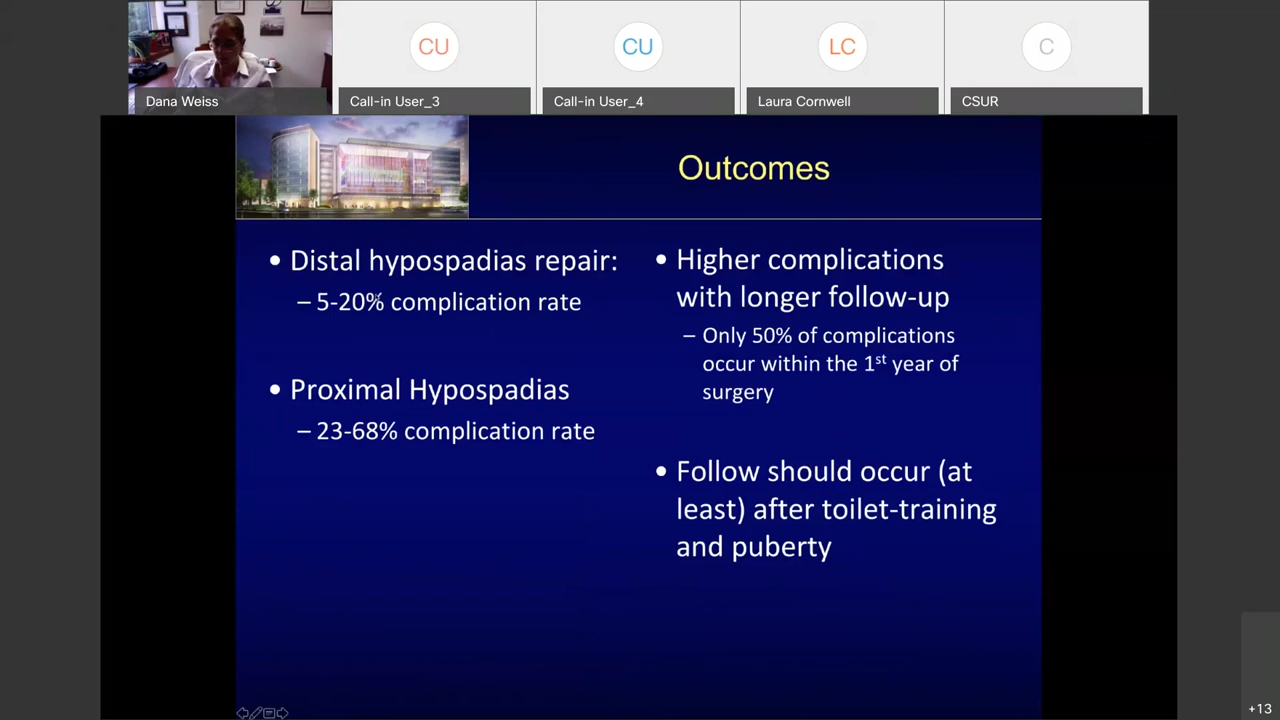 CU
CU
LC
C
Dana Weiss
Call-in User_3
Call-in User_4
Laura Cornwell
CSUR
Outcomes
• Distal hypospadias repair:
– 5-20% complication rate
• Proximal Hypospadias
– 23-68% complication rate
• Higher complications
with longer follow-up
– Only 50% of complications
occur within the 1st year of
surgery
• Follow should occur (at
least) after toilet-training
and puberty
+13